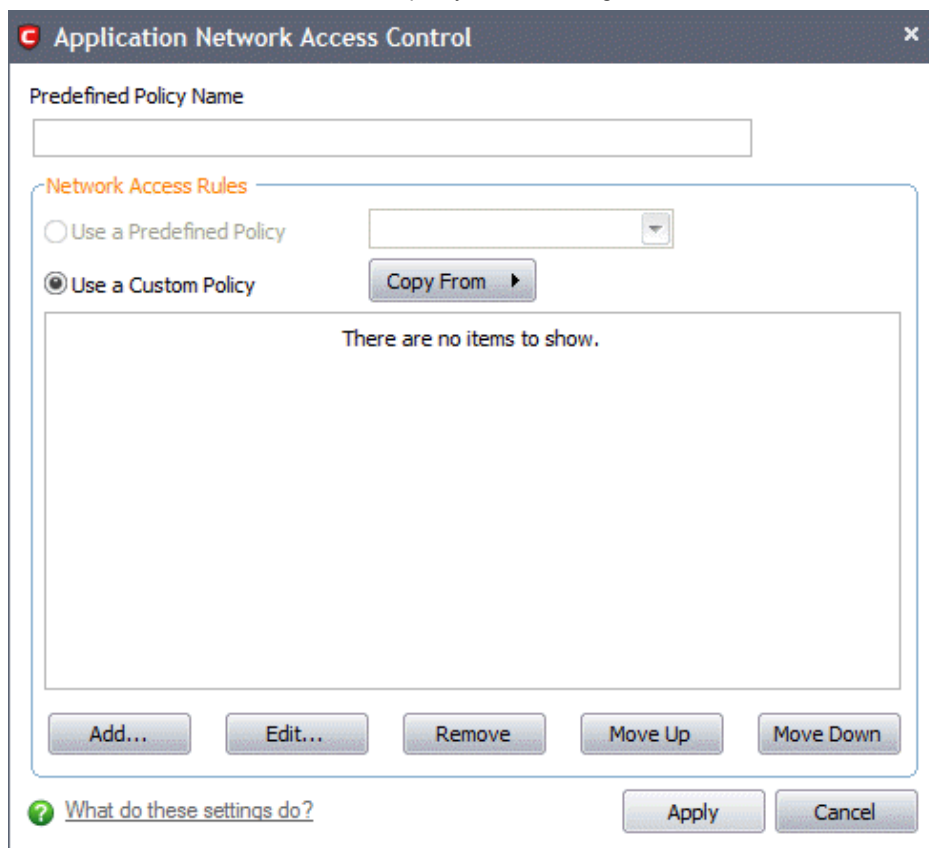 Application Network Access Control
Predefined Policy Name
Network Access Rules
Use a Predefined Policy
Use a Custom Policy Copy From
There are no items to show.
Add... Edit... Remove Move Up Move Down
What do these settings do? Apply Cancel